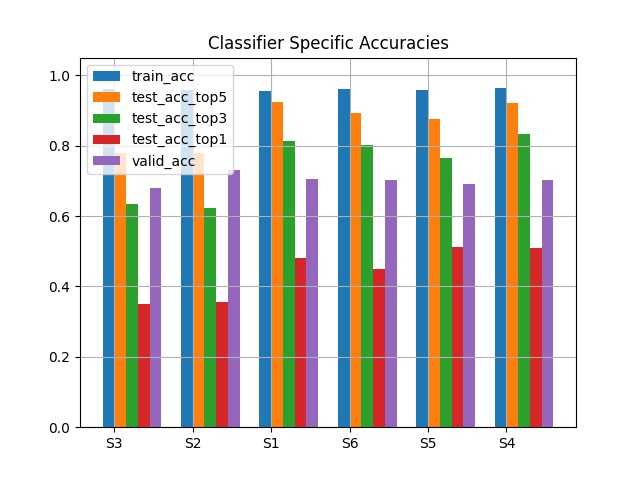 Classifier Specific Accuracies
1.0
0.8
0.6
0.4
0.2
0.0
train_acc
test_acc_top5
test_acc_top3
test_acc_top1
valid_acc
S3 S2 S1 S6 S5 S4